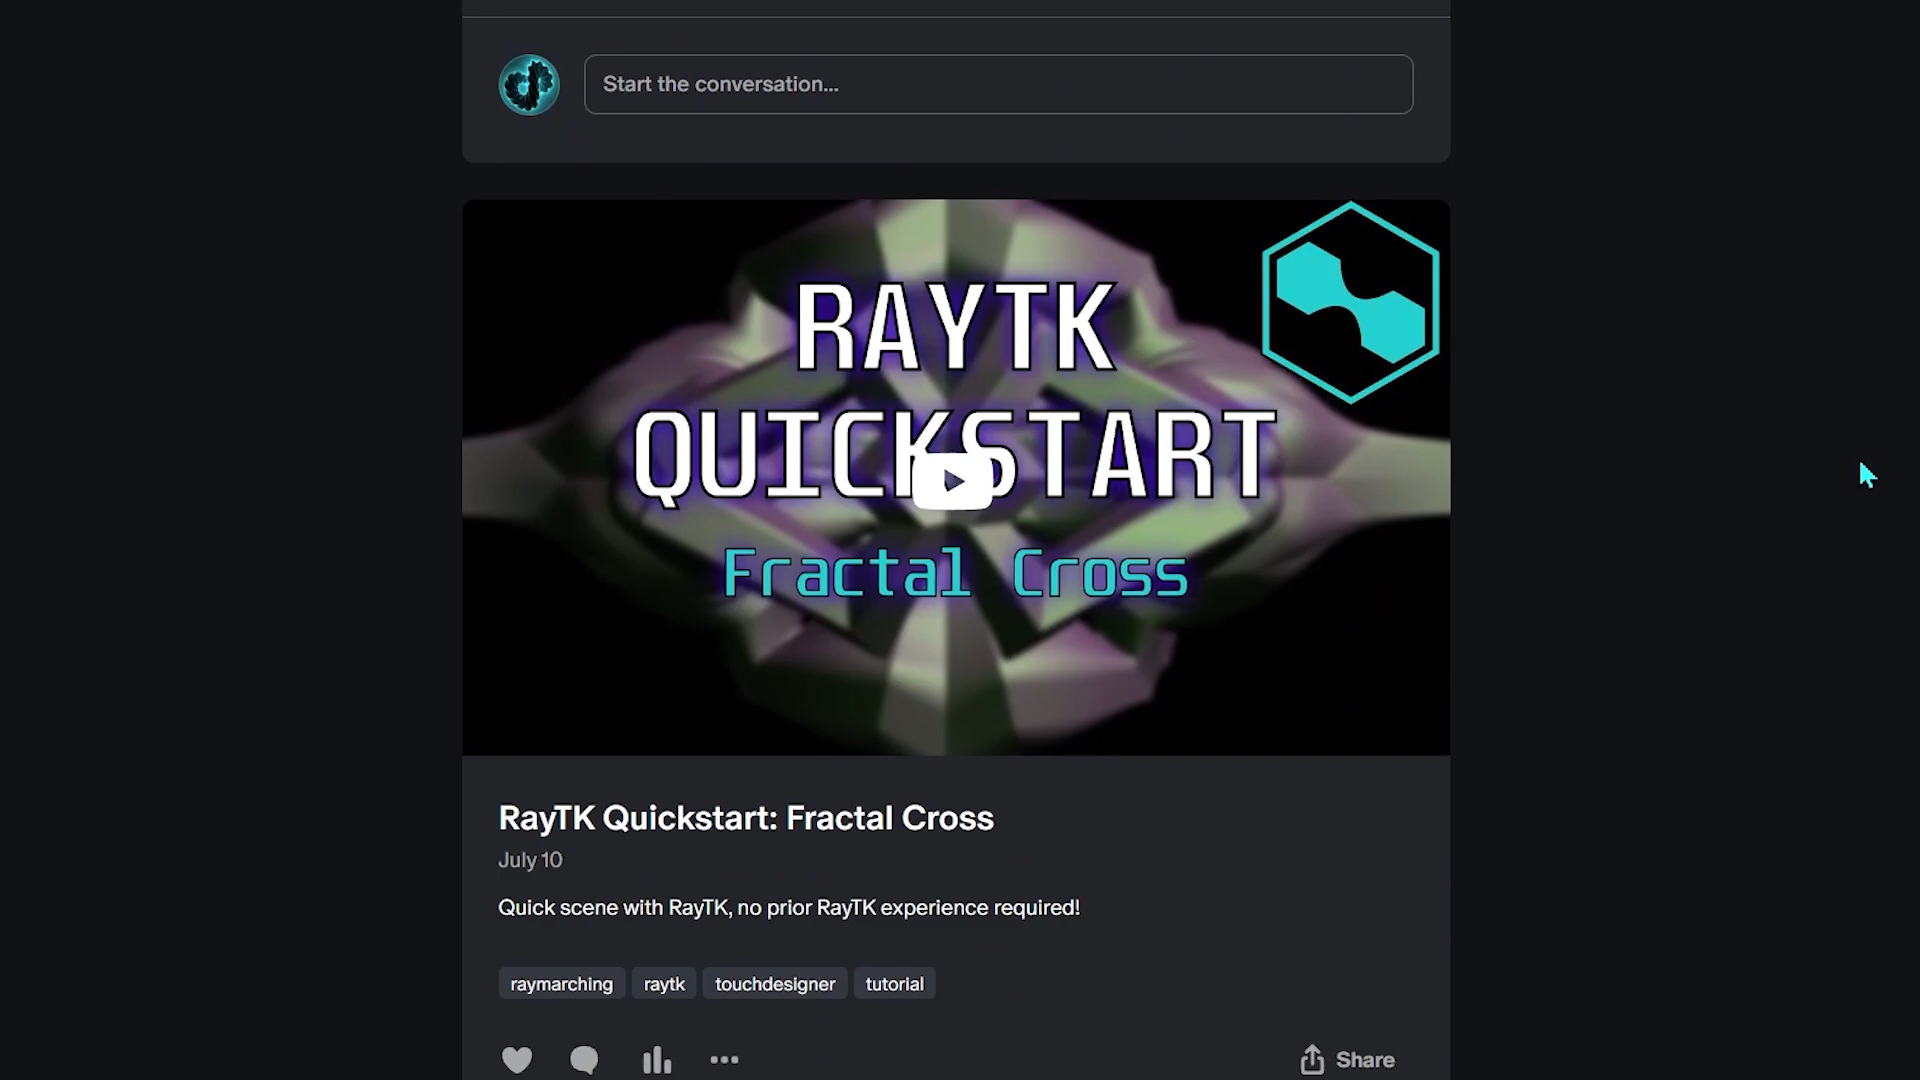 Start the conversation...
RAYTK
QUICKSTART
Fractal Cross
RayTK Quickstart: Fractal Cross
July 10
Quick scene with RayTK, no prior RayTK experience required!
raymarching raytk touchdesigner tutorial
Share